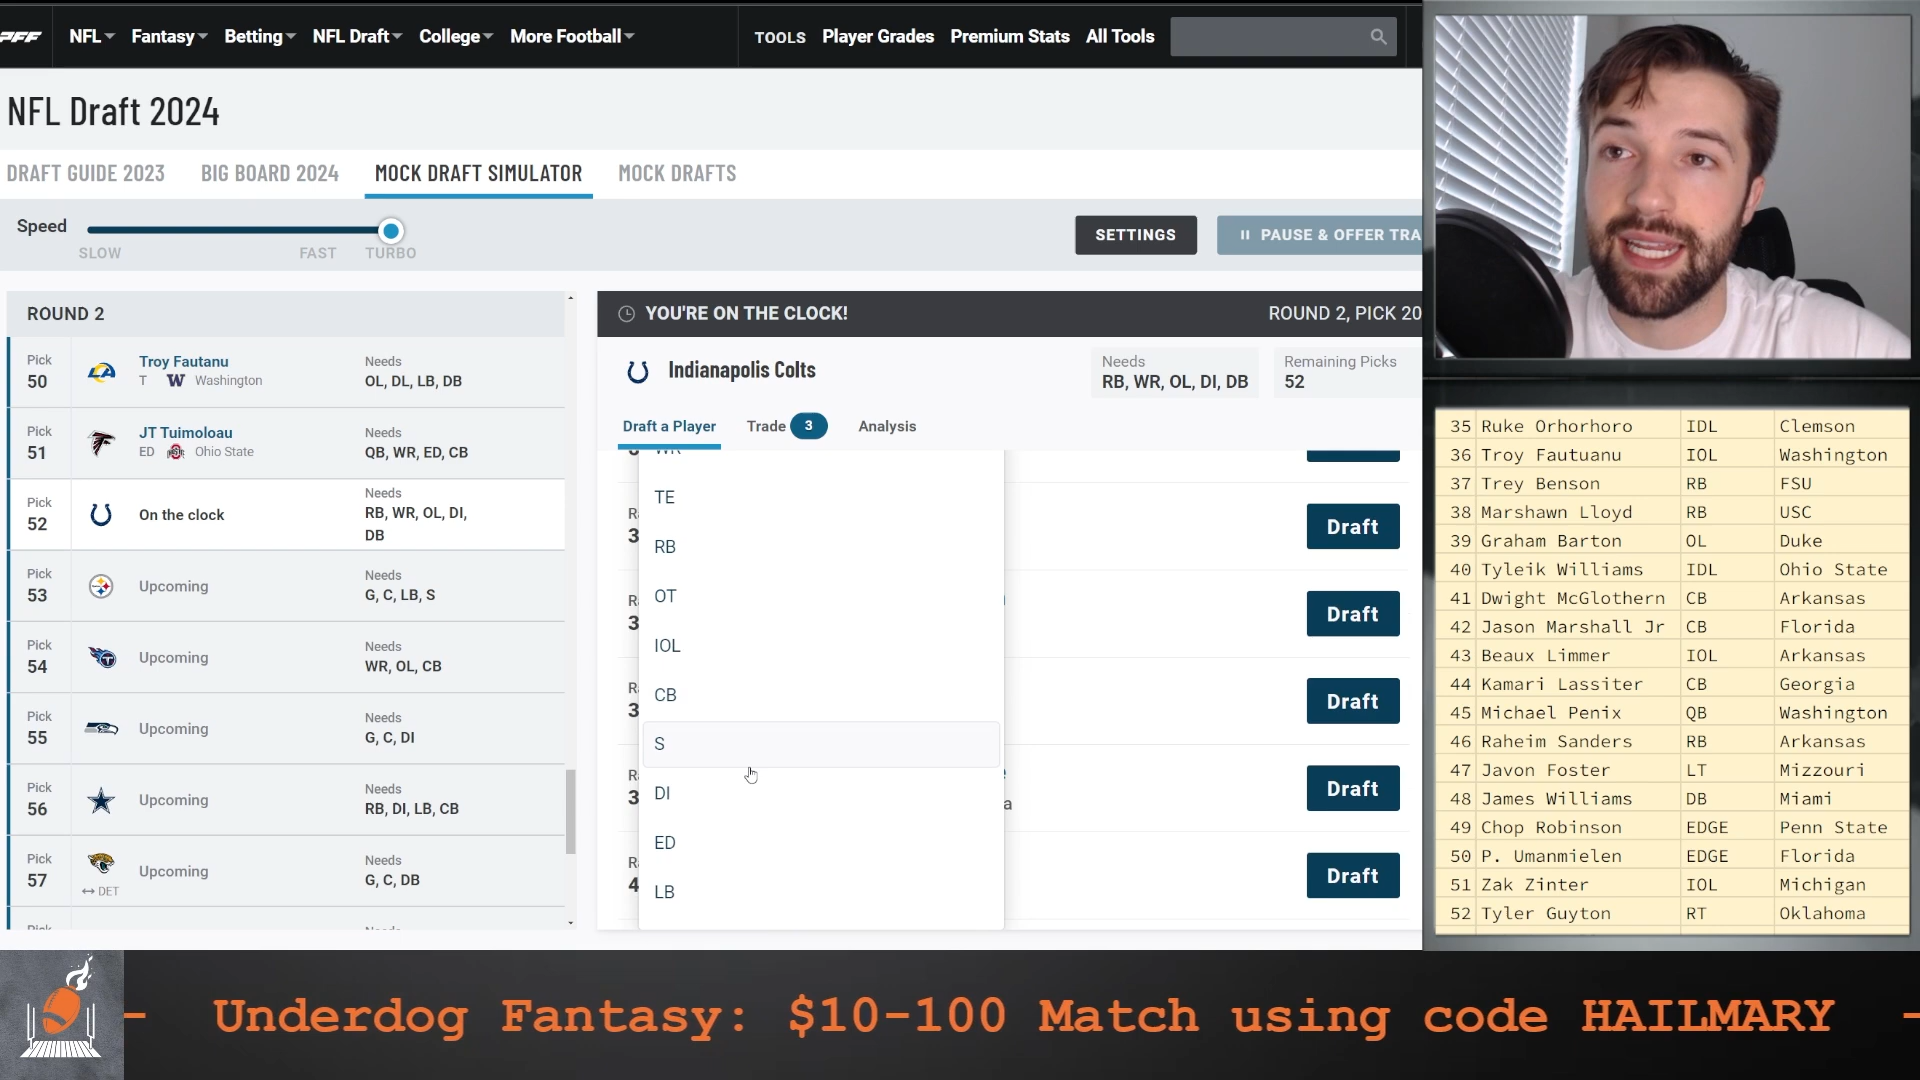 PFF NFL Fantasy Betting NFL Draft College More Football TOOLS Player Grades Premium Stats All Tools
NFL Draft 2024
DRAFT GUIDE 2023 BIG BOARD 2024 MOCK DRAFT SIMULATOR MOCK DRAFTS
Speed
SLOW FAST TURBO
SETTINGS PAUSE & OFFER TRA
ROUND 2
Pick 50 Troy Fautanu Needs
T W Washington OL, DL, LB, DB
Pick 51 JT Tuimoloau Needs
ED Ohio State QB, WR, ED, CB
Pick 52 On the clock Needs
RB, WR, OL, DI,
DB
Pick 53 Upcoming Needs
G, C, LB, S
Pick 54 Upcoming Needs
WR, OL, CB
Pick 55 Upcoming Needs
G, C, DI
Pick 56 Upcoming Needs
RB, DI, LB, CB
Pick 57 Upcoming Needs
DET G, C, DB
YOU'RE ON THE CLOCK! ROUND 2, PICK 20
Indianapolis Colts
Needs
RB, WR, OL, DI, DB
Remaining Picks
52
Draft a Player Trade 3 Analysis
WR
TE
RB
OT
IOL
CB
S
DI
ED
LB
Draft
Draft
Draft
Draft
Draft
35 Ruke Orhorhoro IDL Clemson
36 Troy Fautuanu IOL Washington
37 Trey Benson RB FSU
38 Marshawn Lloyd RB USC
39 Graham Barton OL Duke
40 Tyleik Williams IDL Ohio State
41 Dwight McGlothern CB Arkansas
42 Jason Marshall Jr CB Florida
43 Beaux Limmer IOL Arkansas
44 Kamari Lassiter CB Georgia
45 Michael Penix QB Washington
46 Raheim Sanders RB Arkansas
47 Javon Foster LT Mizzouri
48 James Williams DB Miami
49 Chop Robinson EDGE Penn State
50 P. Umanmielen EDGE Florida
51 Zak Zinter IOL Michigan
52 Tyler Guyton RT Oklahoma
- Underdog Fantasy: $10-100 Match using code HAILMARY -